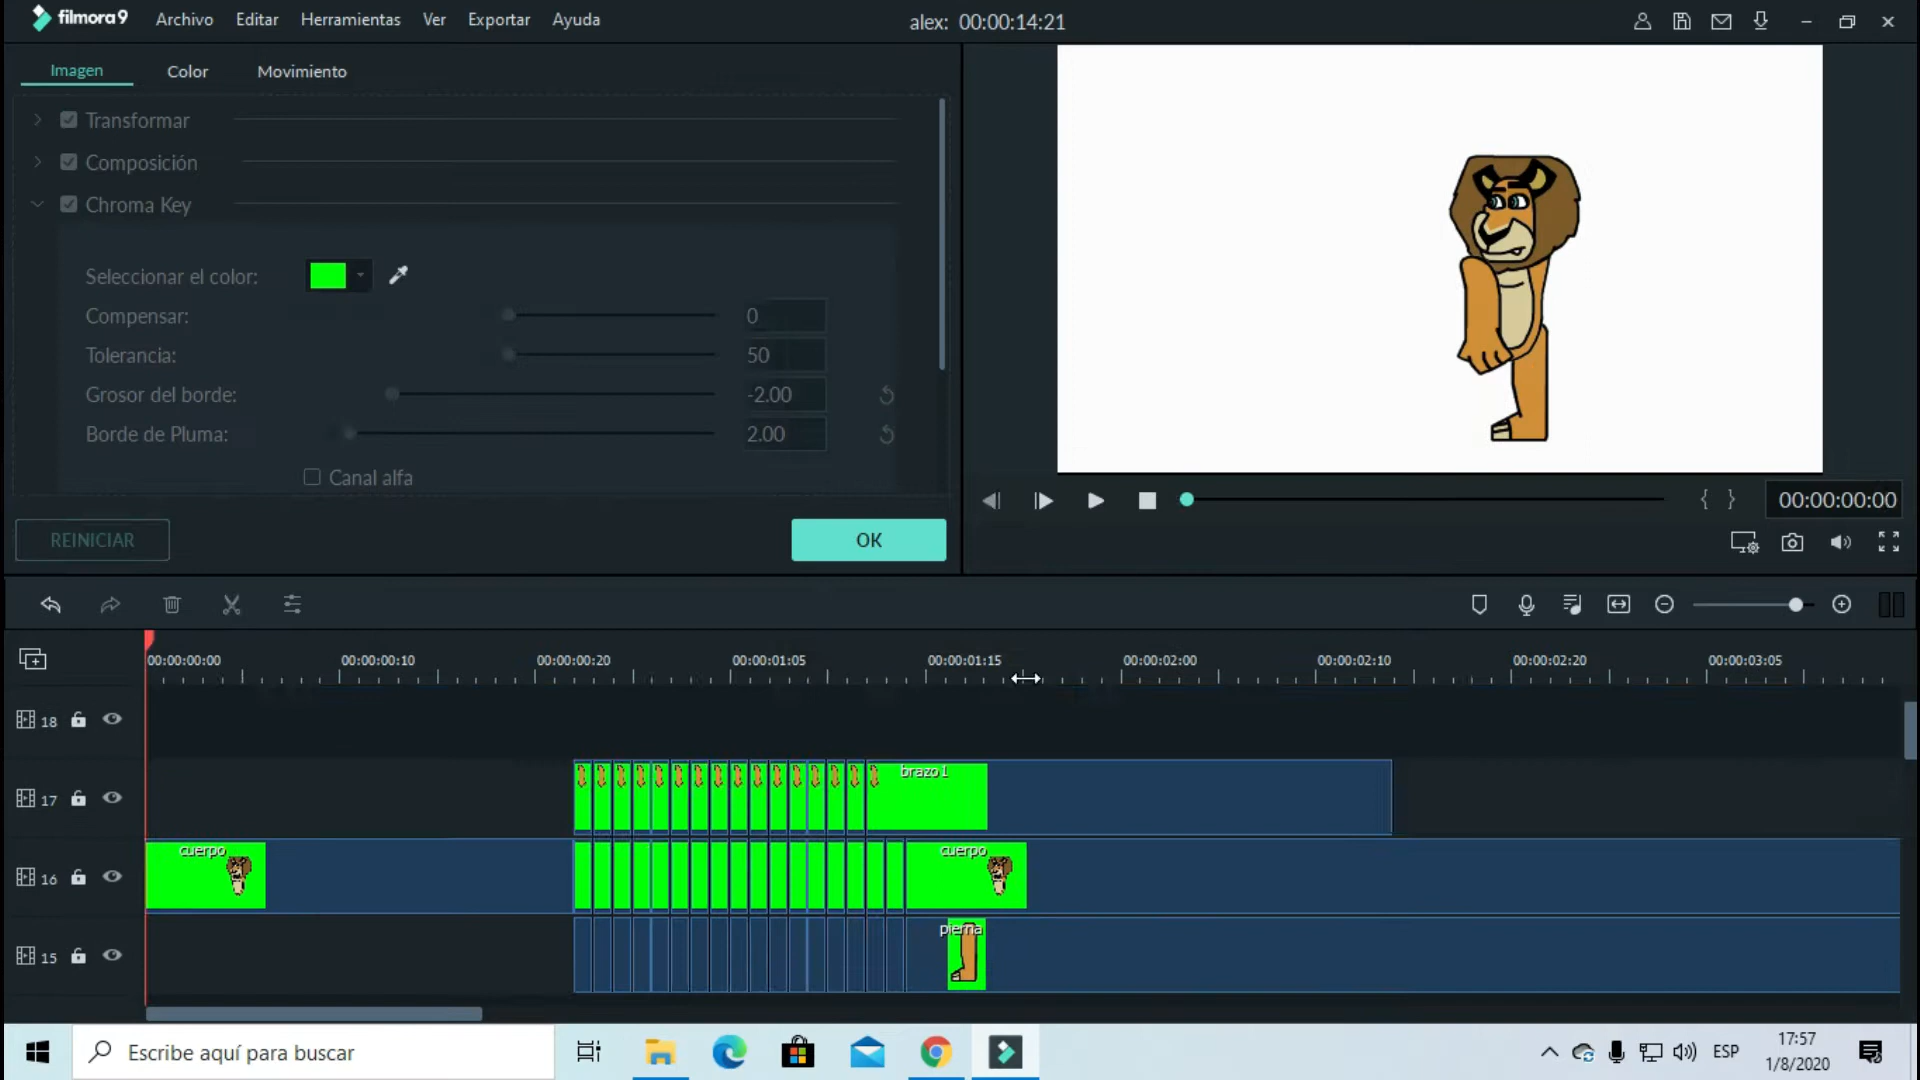 filmora9 Archivo Editar Herramientas Ver Exportar Ayuda alex: 00:00:14:21
Imagen Color Movimiento
Transformar
Composición
Chroma Key
Seleccionar el color:
Compensar: 0
Tolerancia: 50
Grosor del borde: -2.00
Borde de Pluma: 2.00
Canal alfa
REINICIAR OK
{ } 00:00:00:00
00:00:00:00 00:00:00:10 00:00:00:20 00:00:01:05 00:00:01:15 00:00:02:00 00:00:02:10 00:00:02:20 00:00:03:05
18
17 brazo1
16 cuerpo cuerpo
15 pierna
Escribe aquí para buscar
ESP
17:57
1/8/2020